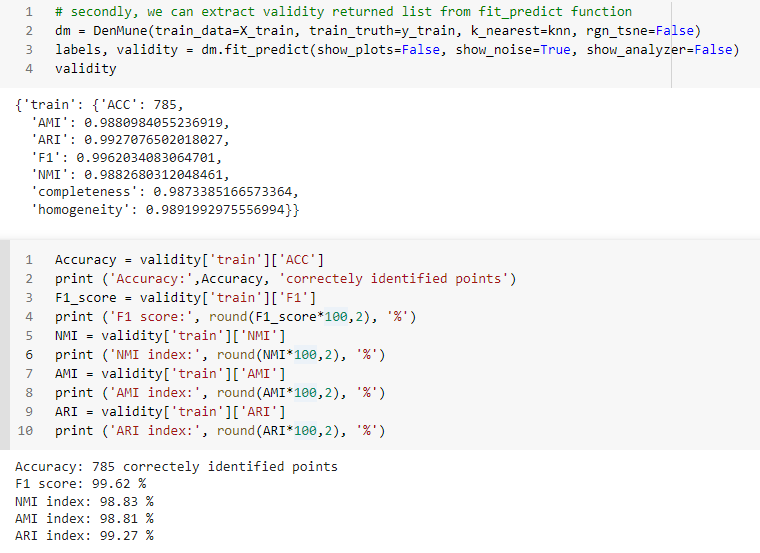 1 # secondly, we can extract validity returned list from fit_predict function
2 dm = DenMune(train_data=X_train, train_truth=y_train, k_nearest=knn, rgn_tsne=False)
3 labels, validity = dm.fit_predict(show_plots=False, show_noise=True, show_analyzer=False)
4 validity
{'train': {'ACC': 785,
'AMI': 0.9880984055236919,
'ARI': 0.9927076502018027,
'F1': 0.9962034083064701,
'NMI': 0.9882680312048461,
'completeness': 0.9873385166573364,
'homogeneity': 0.9891992975556994}}
1 Accuracy = validity['train']['ACC']
2 print ('Accuracy:',Accuracy, 'correctely identified points')
3 F1_score = validity['train']['F1']
4 print ('F1 score:', round(F1_score*100,2), '%')
5 NMI = validity['train']['NMI']
6 print ('NMI index:', round(NMI*100,2), '%')
7 AMI = validity['train']['AMI']
8 print ('AMI index:', round(AMI*100,2), '%')
9 ARI = validity['train']['ARI']
10 print ('ARI index:', round(ARI*100,2), '%')
Accuracy: 785 correctely identified points
F1 score: 99.62 %
NMI index: 98.83 %
AMI index: 98.81 %
ARI index: 99.27 %